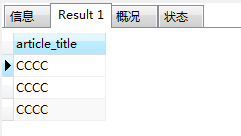 信息 Result 1 概况 状态
article_title
CCCC
CCCC
CCCC